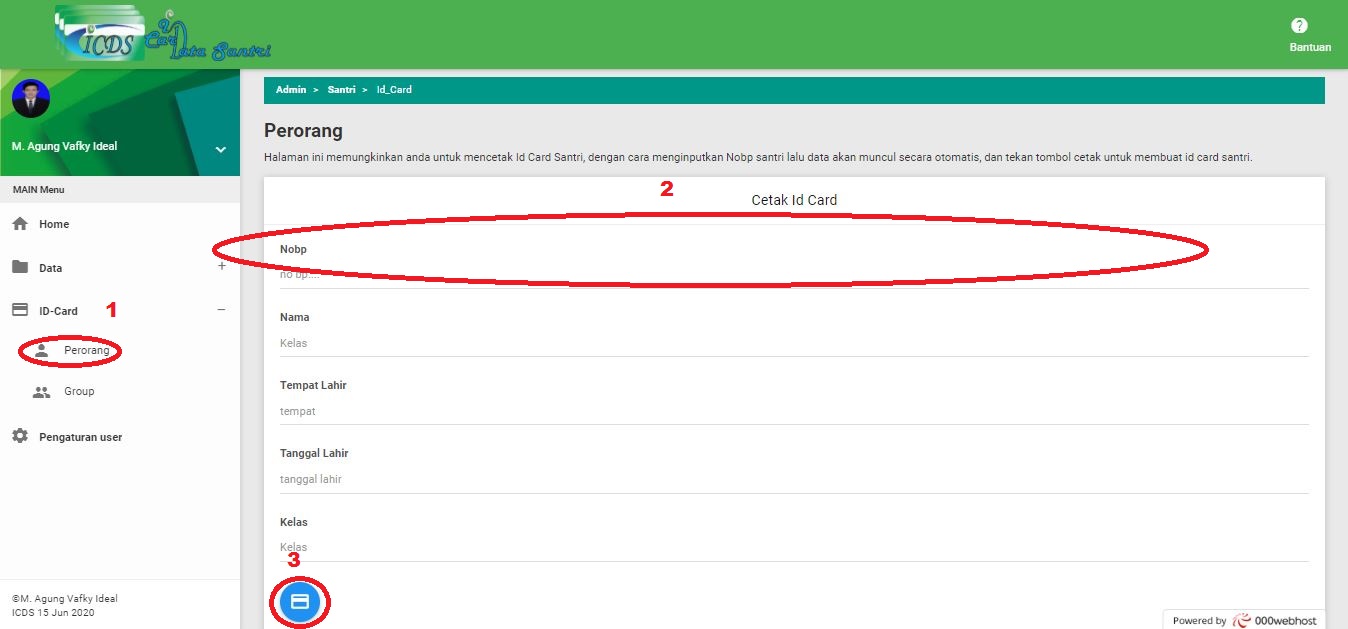 ICDS
id Card Data Santri
Bantuan
M. Agung Vafky Ideal
Admin > Santri > Id_Card
Perorang
Halaman ini memungkinkan anda untuk mencetak Id Card Santri, dengan cara menginputkan Nobp santri lalu data akan muncul secara otomatis, dan tekan tombol cetak untuk membuat id card santri.
MAIN Menu
Home
Data +
ID-Card 1 −
Perorang
Group
Pengaturan user
2
Cetak Id Card
Nobp
no bp....
Nama
Kelas
Tempat Lahir
tempat
Tanggal Lahir
tanggal lahir
Kelas
Kelas
3
©M. Agung Vafky Ideal
ICDS 15 Jun 2020
Powered by 000webhost